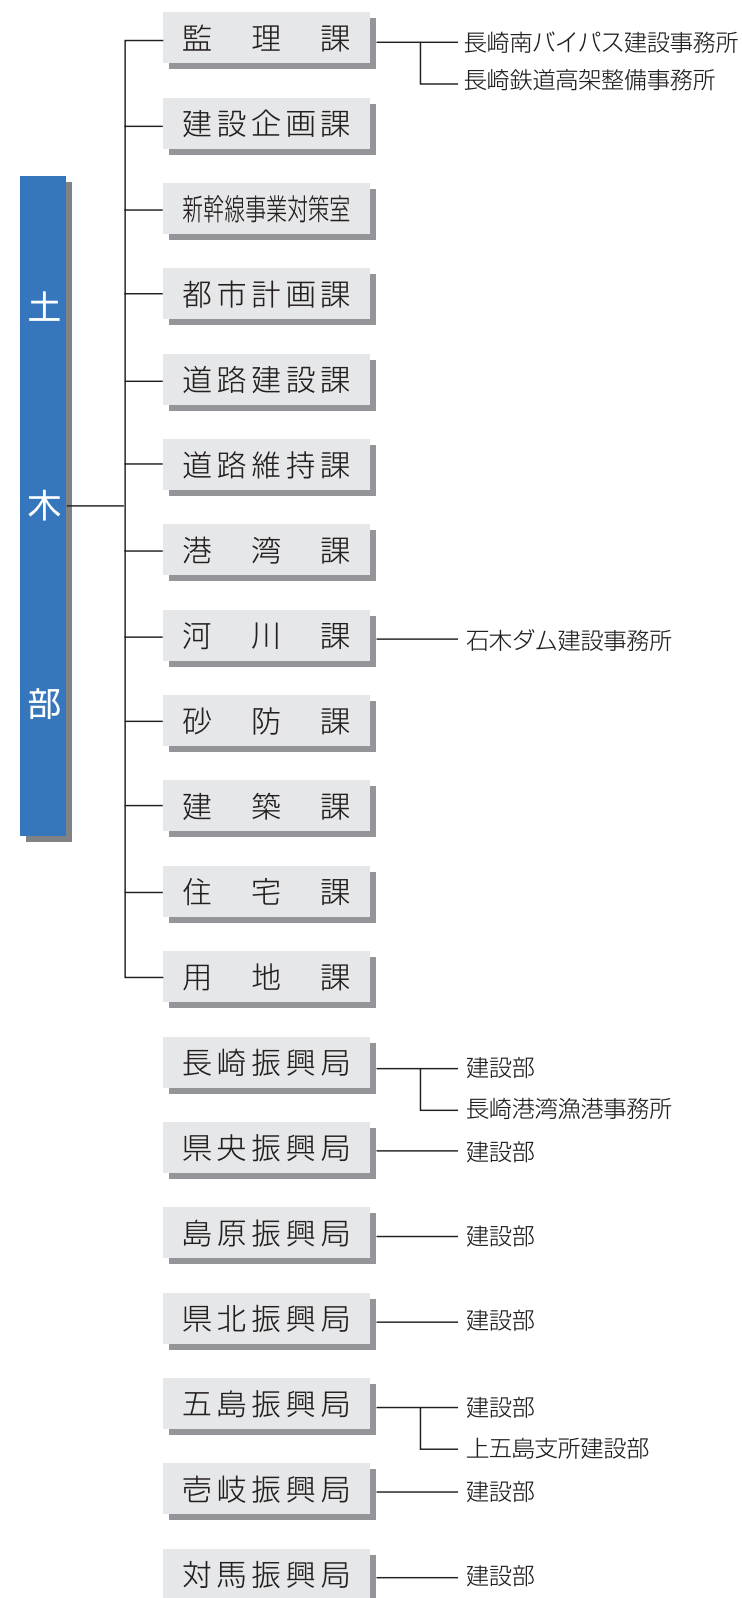 土木部
監理課
長崎南バイパス建設事務所
長崎鉄道高架整備事務所
建設企画課
新幹線事業対策室
都市計画課
道路建設課
道路維持課
港湾課
河川課
石木ダム建設事務所
砂防課
建築課
住宅課
用地課
長崎振興局
建設部
長崎港湾漁港事務所
県央振興局
建設部
島原振興局
建設部
県北振興局
建設部
五島振興局
建設部
上五島支所建設部
壱岐振興局
建設部
対馬振興局
建設部